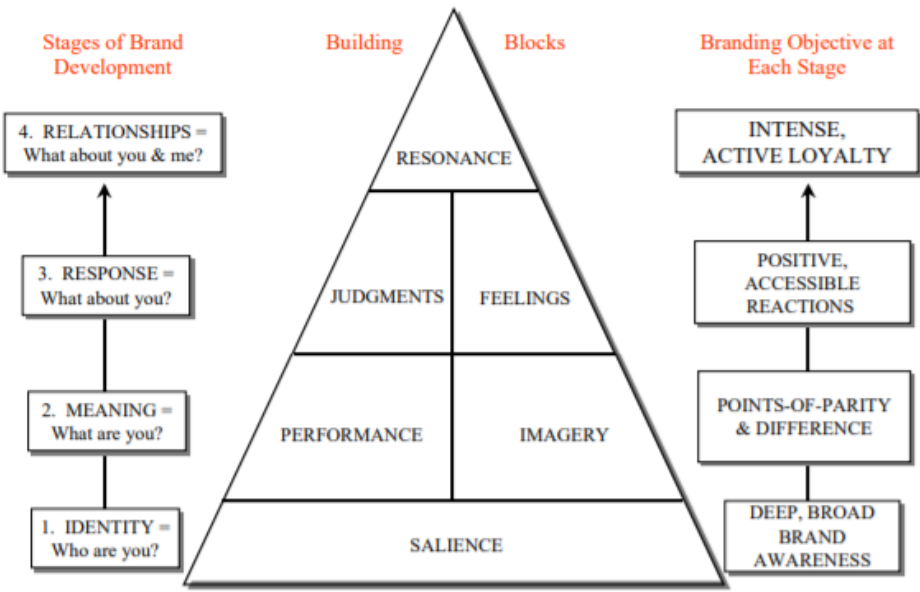 Stages of Brand
Development
Building Blocks
Branding Objective at
Each Stage
4. RELATIONSHIPS =
What about you & me?
RESONANCE
INTENSE,
ACTIVE LOYALTY
3. RESPONSE =
What about you?
JUDGMENTS
FEELINGS
POSITIVE,
ACCESSIBLE
REACTIONS
2. MEANING =
What are you?
PERFORMANCE
IMAGERY
POINTS-OF-PARITY
& DIFFERENCE
1. IDENTITY =
Who are you?
SALIENCE
DEEP, BROAD
BRAND
AWARENESS